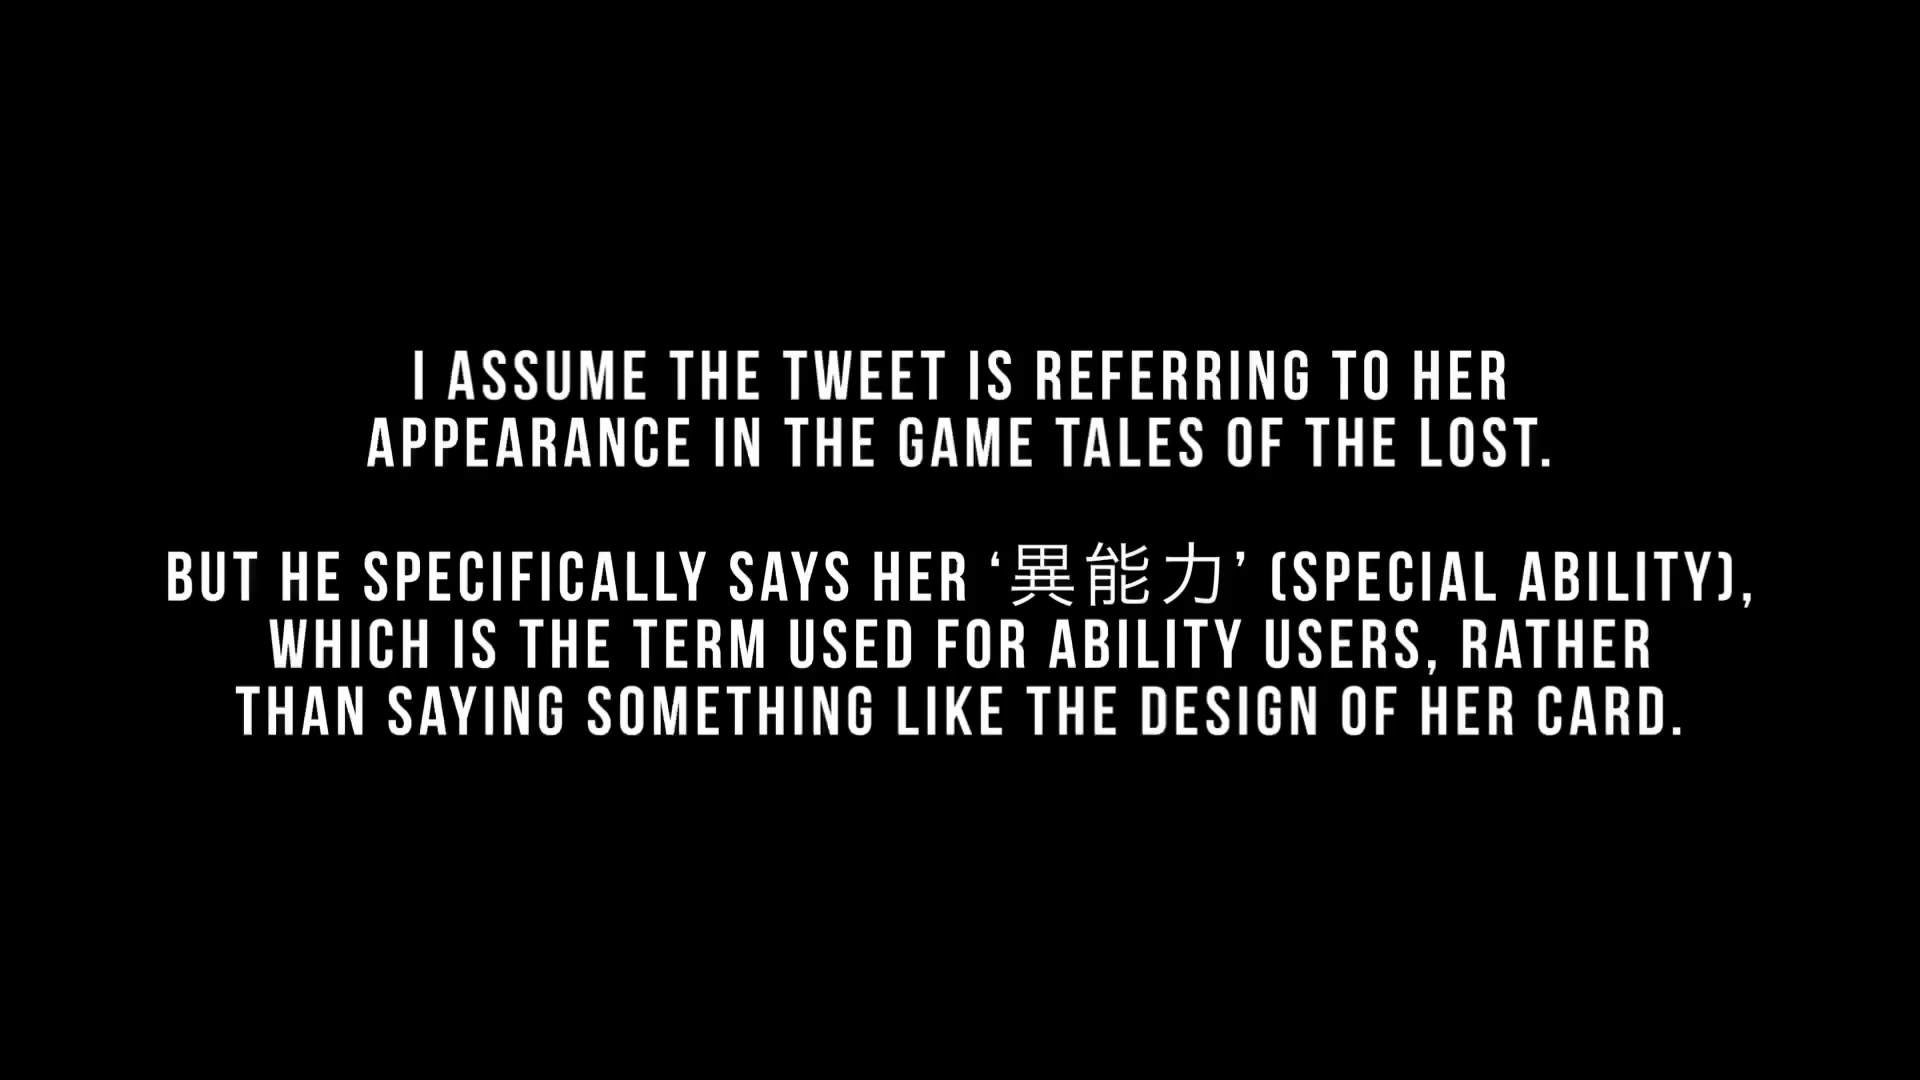 I ASSUME THE TWEET IS REFERRING TO HER
APPEARANCE IN THE GAME TALES OF THE LOST.
BUT HE SPECIFICALLY SAYS HER ‘異能力’ (SPECIAL ABILITY),
WHICH IS THE TERM USED FOR ABILITY USERS, RATHER
THAN SAYING SOMETHING LIKE THE DESIGN OF HER CARD.